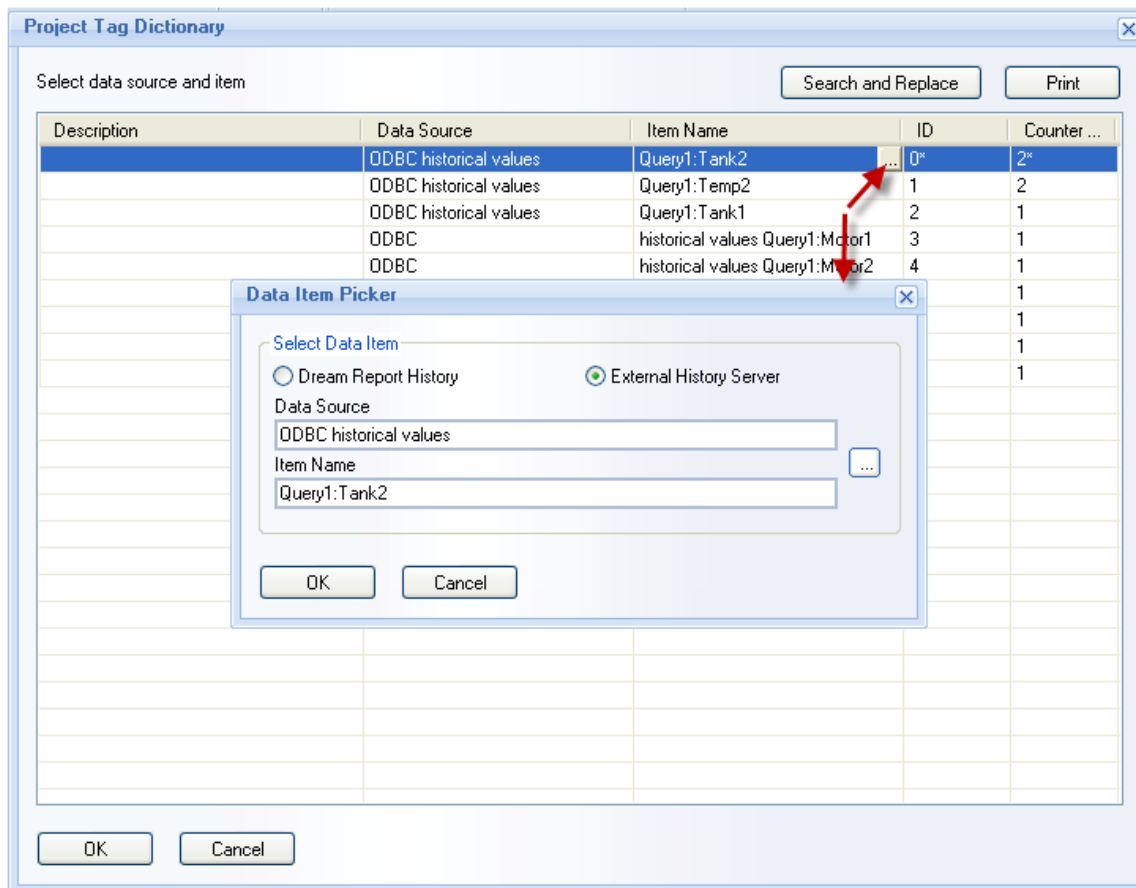 Project Tag Dictionary
Select data source and item Search and Replace Print
Description Data Source Item Name ID Counter ...
ODBC historical values Query1:Tank2 ... 0* 2*
ODBC historical values Query1:Temp2 1 2
ODBC historical values Query1:Tank1 2 1
ODBC historical values Query1:Motor1 3 1
ODBC historical values Query1:Motor2 4 1
Data Item Picker
1
Select Data Item
1
1
Dream Report History External History Server
1
Data Source
ODBC historical values
Item Name ...
Query1:Tank2
OK Cancel
OK Cancel